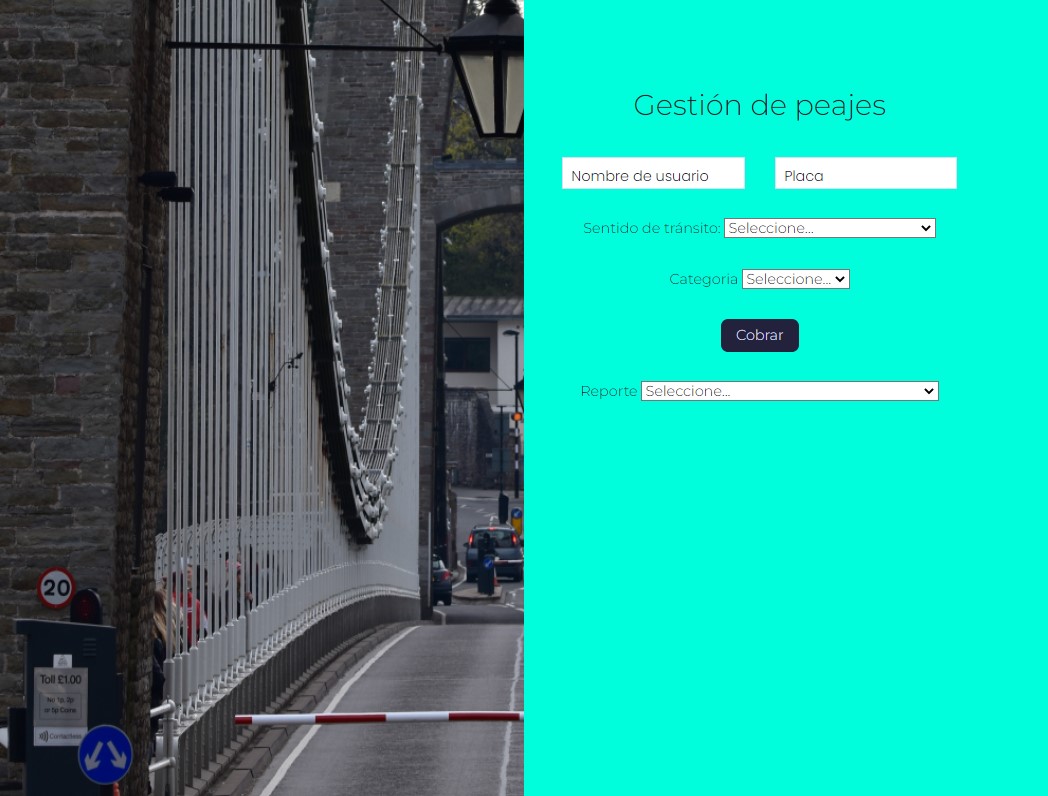 Gestión de peajes
Nombre de usuario
Placa
Sentido de tránsito: Seleccione...
Categoria Seleccione...
Cobrar
Reporte Seleccione...
20
Toll £1.00
Contactless